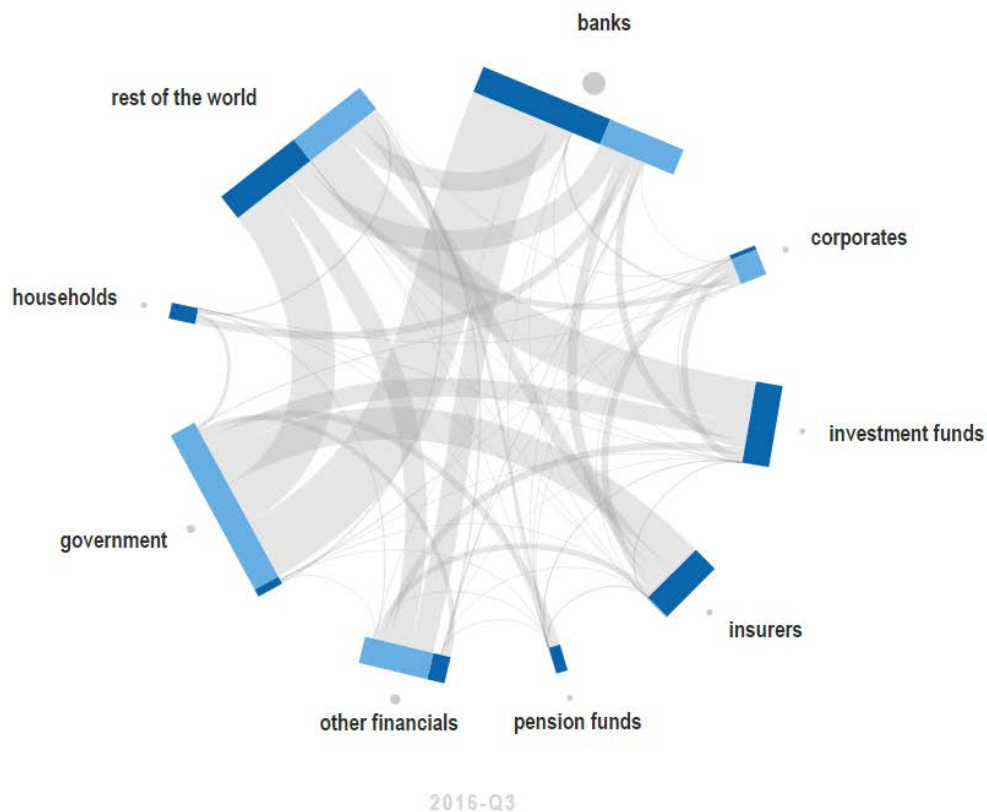 banks
rest of the world
corporates
households
investment funds
government
insurers
other financials
pension funds
2016-Q3